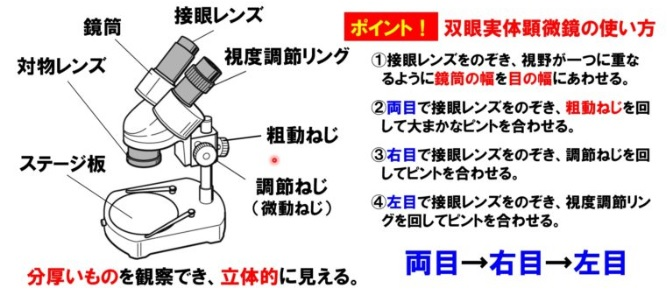 接眼レンズ
鏡筒
視度調節リング
対物レンズ
粗動ねじ
ステージ板
調節ねじ
(微動ねじ)
分厚いものを観察でき、立体的に見える。
ポイント！ 双眼実体顕微鏡の使い方
①接眼レンズをのぞき、視野が一つに重な
るように鏡筒の幅を目の幅にあわせる。
②両目で接眼レンズをのぞき、粗動ねじを回
して大まかなピントを合わせる。
③右目で接眼レンズをのぞき、調節ねじを回
してピントを合わせる。
④左目で接眼レンズをのぞき、視度調節リン
グを回してピントを合わせる。
両目→右目→左目